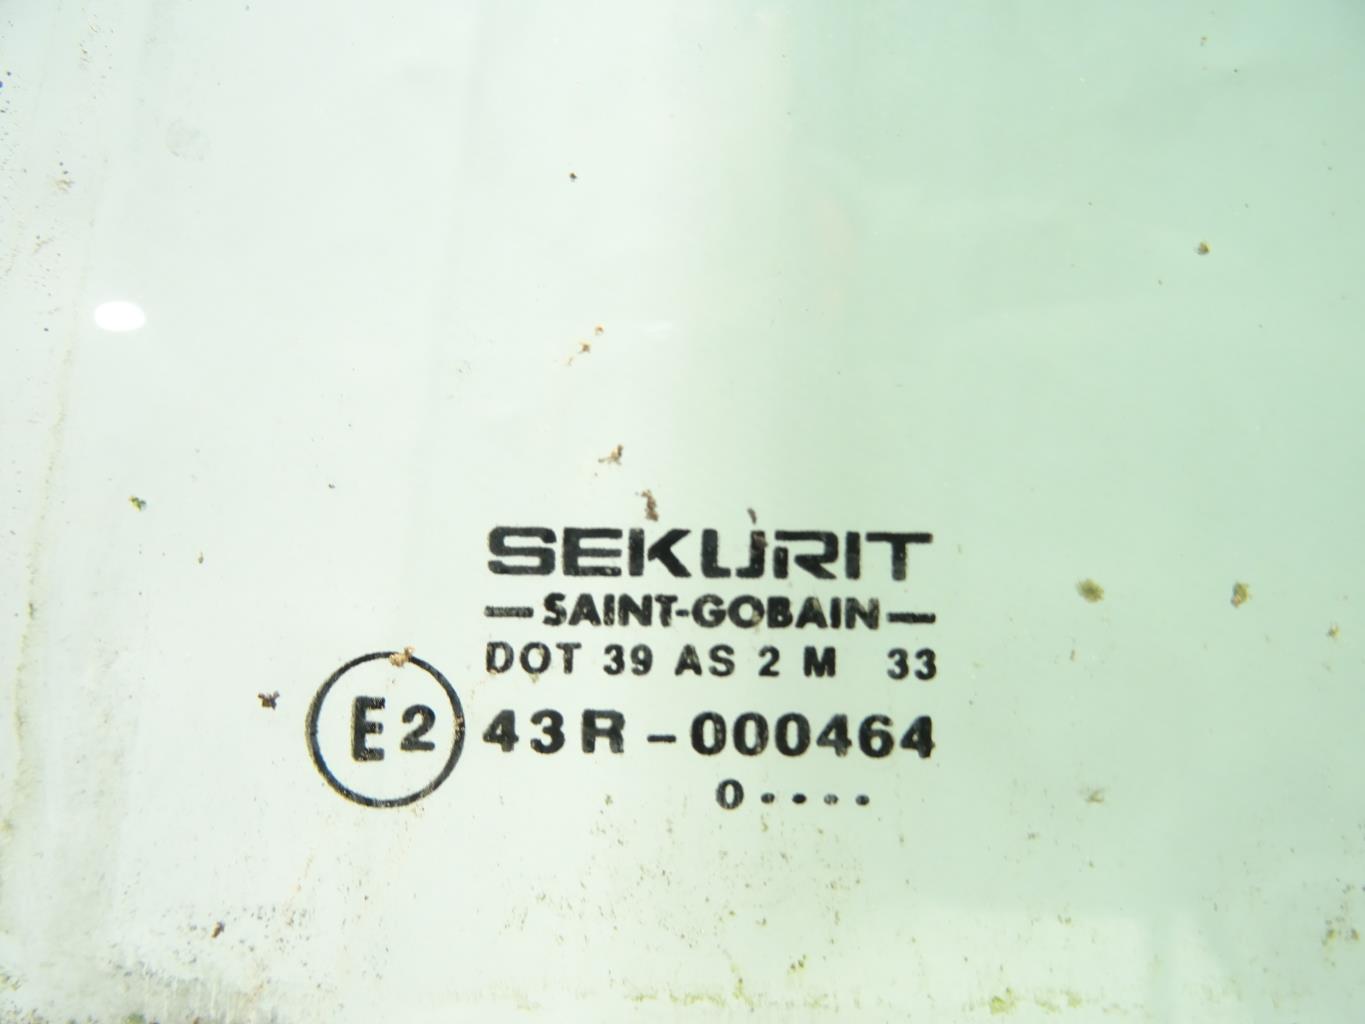 SEKURIT
—SAINT-GOBAIN—
DOT 39 AS 2 M 33
E2 43R-000464
0••••